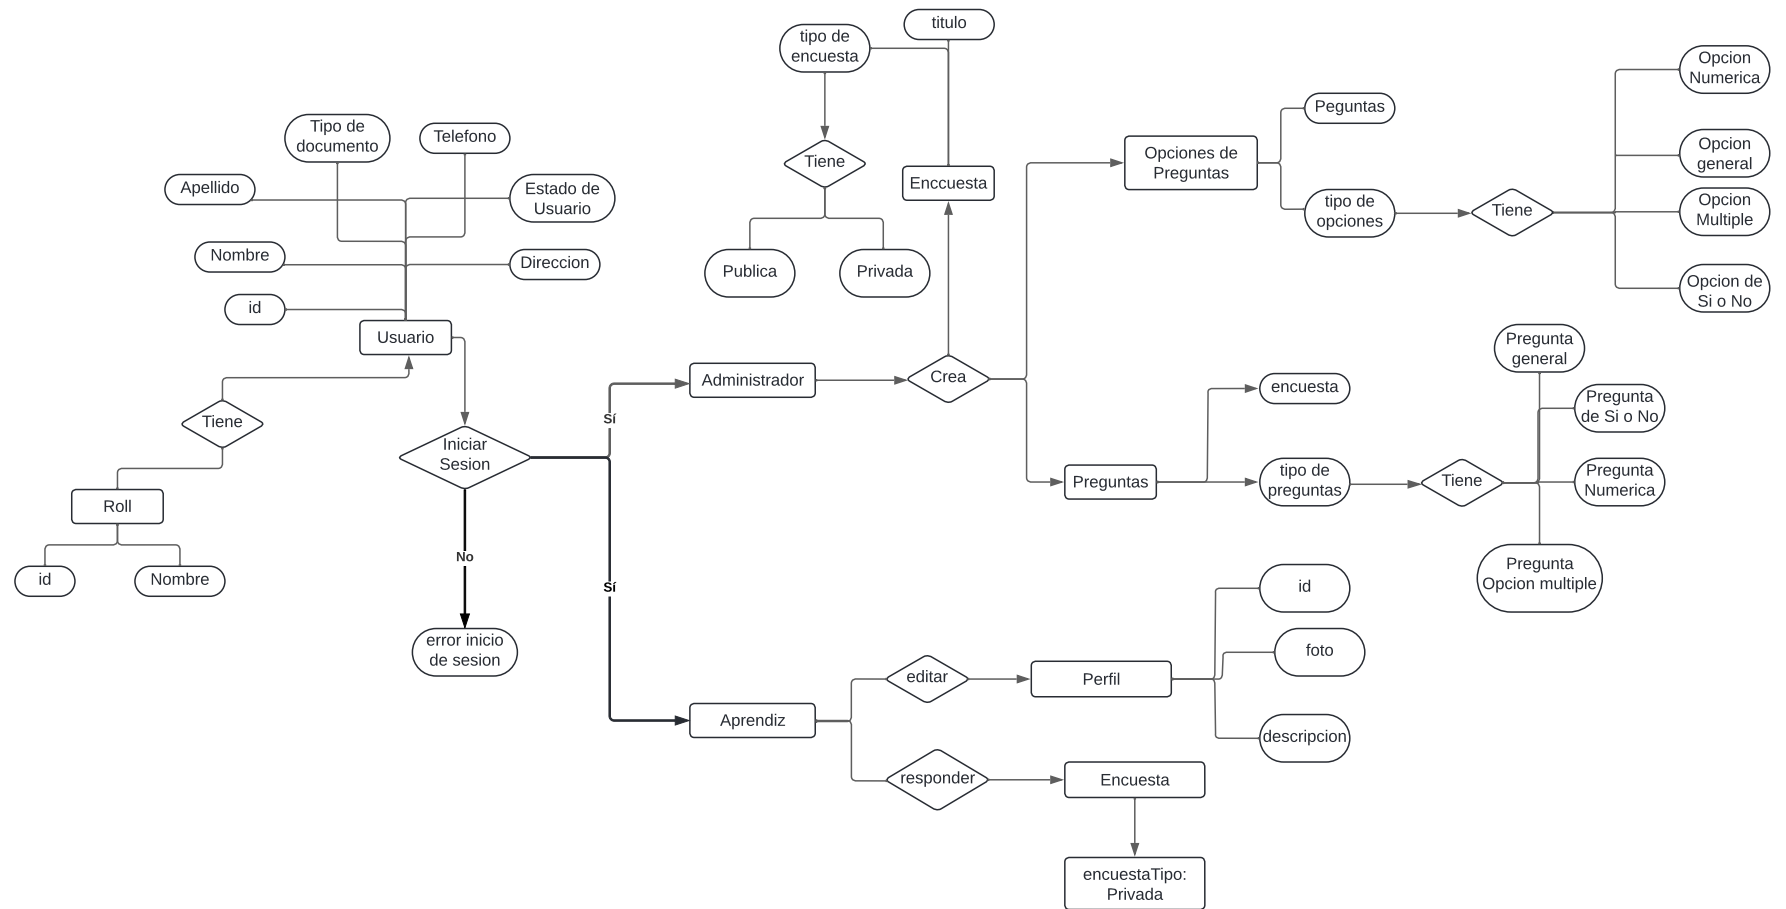 titulo
tipo de
encuesta
Opcion
Numerica
Peguntas
Tipo de
documento
Telefono
Opcion
general
Opciones de
Preguntas
Tiene
Enccuesta
Apellido
Estado de
Usuario
tipo de
opciones
Tiene
Opcion
Multiple
Nombre
Direccion
Publica
Privada
Opcion de
Si o No
id
Usuario
Pregunta
general
Administrador
Crea
encuesta
Pregunta
de Si o No
Sí
Tiene
Iniciar
Sesion
Preguntas
tipo de
preguntas
Tiene
Pregunta
Numerica
Roll
No
id
Nombre
Sí
Pregunta
Opcion multiple
id
error inicio
de sesion
foto
editar
Perfil
Aprendiz
descripcion
responder
Encuesta
encuestaTipo:
Privada